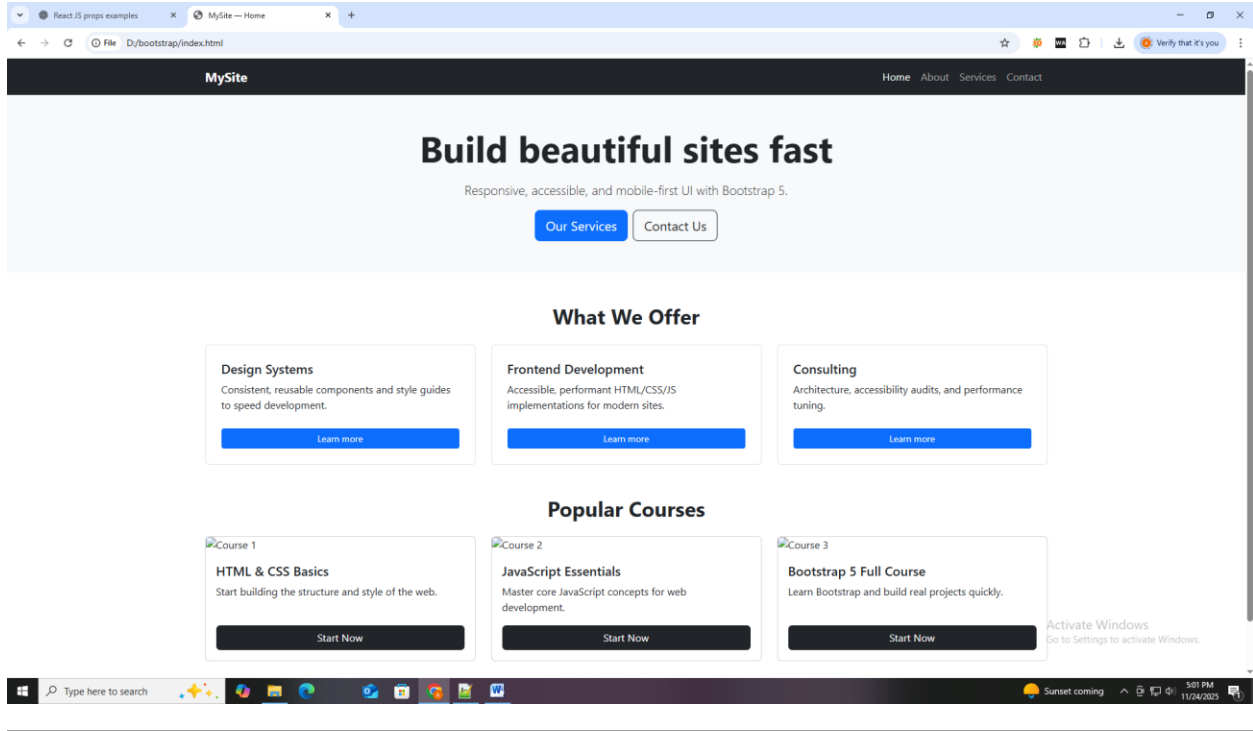 React JS props examples
MySite — Home
File D:/bootstrap/index.html
WA
Verify that it's you
MySite
Home About Services Contact
Build beautiful sites fast
Responsive, accessible, and mobile-first UI with Bootstrap 5.
Our Services Contact Us
What We Offer
Design Systems
Consistent, reusable components and style guides
to speed development.
Learn more
Frontend Development
Accessible, performant HTML/CSS/JS
implementations for modern sites.
Learn more
Consulting
Architecture, accessibility audits, and performance
tuning.
Learn more
Popular Courses
Course 1
HTML & CSS Basics
Start building the structure and style of the web.
Start Now
Course 2
JavaScript Essentials
Master core JavaScript concepts for web
development.
Start Now
Course 3
Bootstrap 5 Full Course
Learn Bootstrap and build real projects quickly.
Start Now
Activate Windows
Go to Settings to activate Windows.
Type here to search
Sunset coming
5:01 PM
11/24/2025